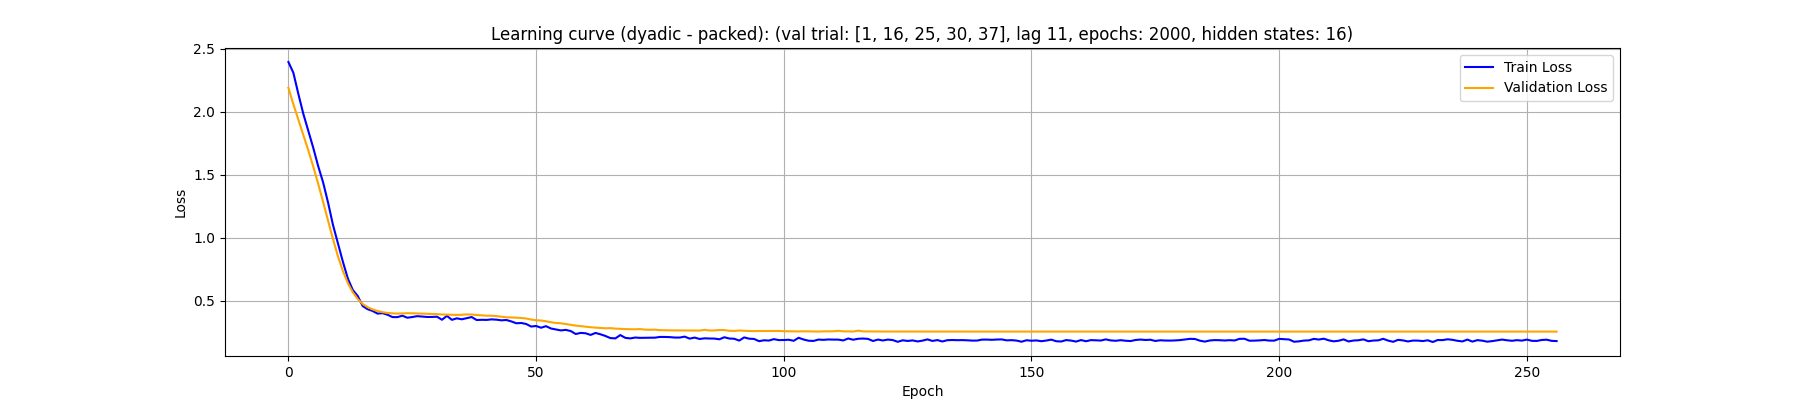 Learning curve (dyadic - packed): (val trial: [1, 16, 25, 30, 37], lag 11, epochs: 2000, hidden states: 16)
2.5
2.0
1.5
1.0
0.5
Loss
Train Loss
Validation Loss
0
50
100
150
200
250
Epoch